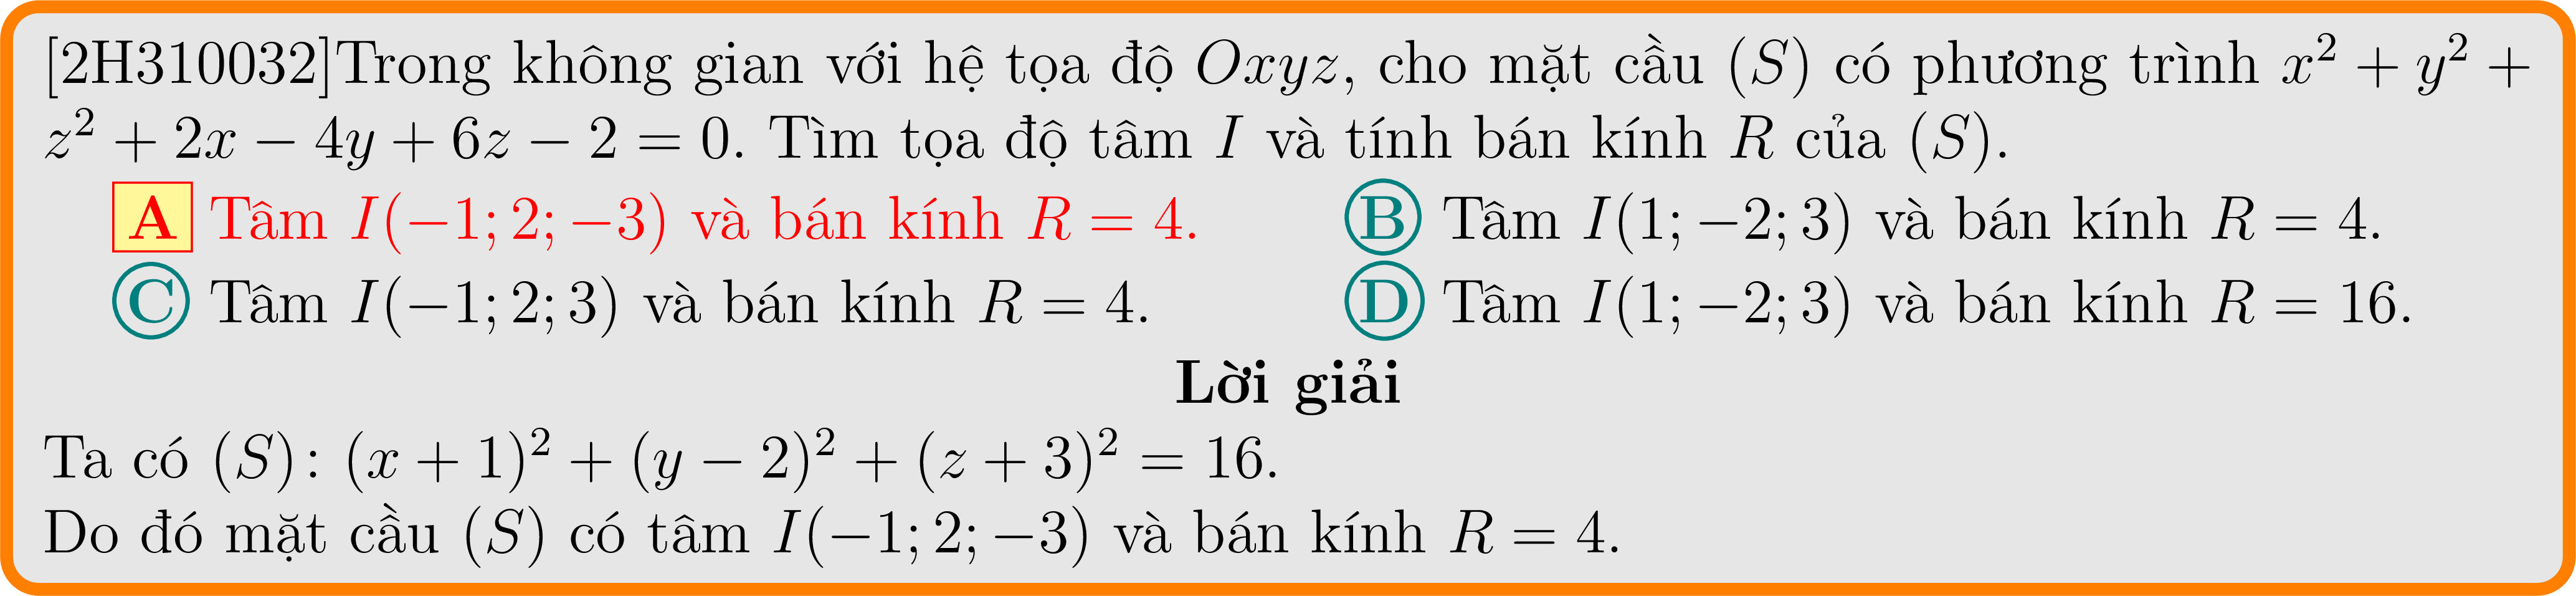 [2H310032]Trong không gian với hệ tọa độ Oxyz, cho mặt cầu (S) có phương trình x² + y² +
z² + 2x − 4y + 6z − 2 = 0. Tìm tọa độ tâm I và tính bán kính R của (S).
A Tâm I(−1; 2; −3) và bán kính R = 4. B Tâm I(1; −2; 3) và bán kính R = 4.
C Tâm I(−1; 2; 3) và bán kính R = 4. D Tâm I(1; −2; 3) và bán kính R = 16.
Lời giải
Ta có (S): (x + 1)² + (y − 2)² + (z + 3)² = 16.
Do đó mặt cầu (S) có tâm I(−1; 2; −3) và bán kính R = 4.